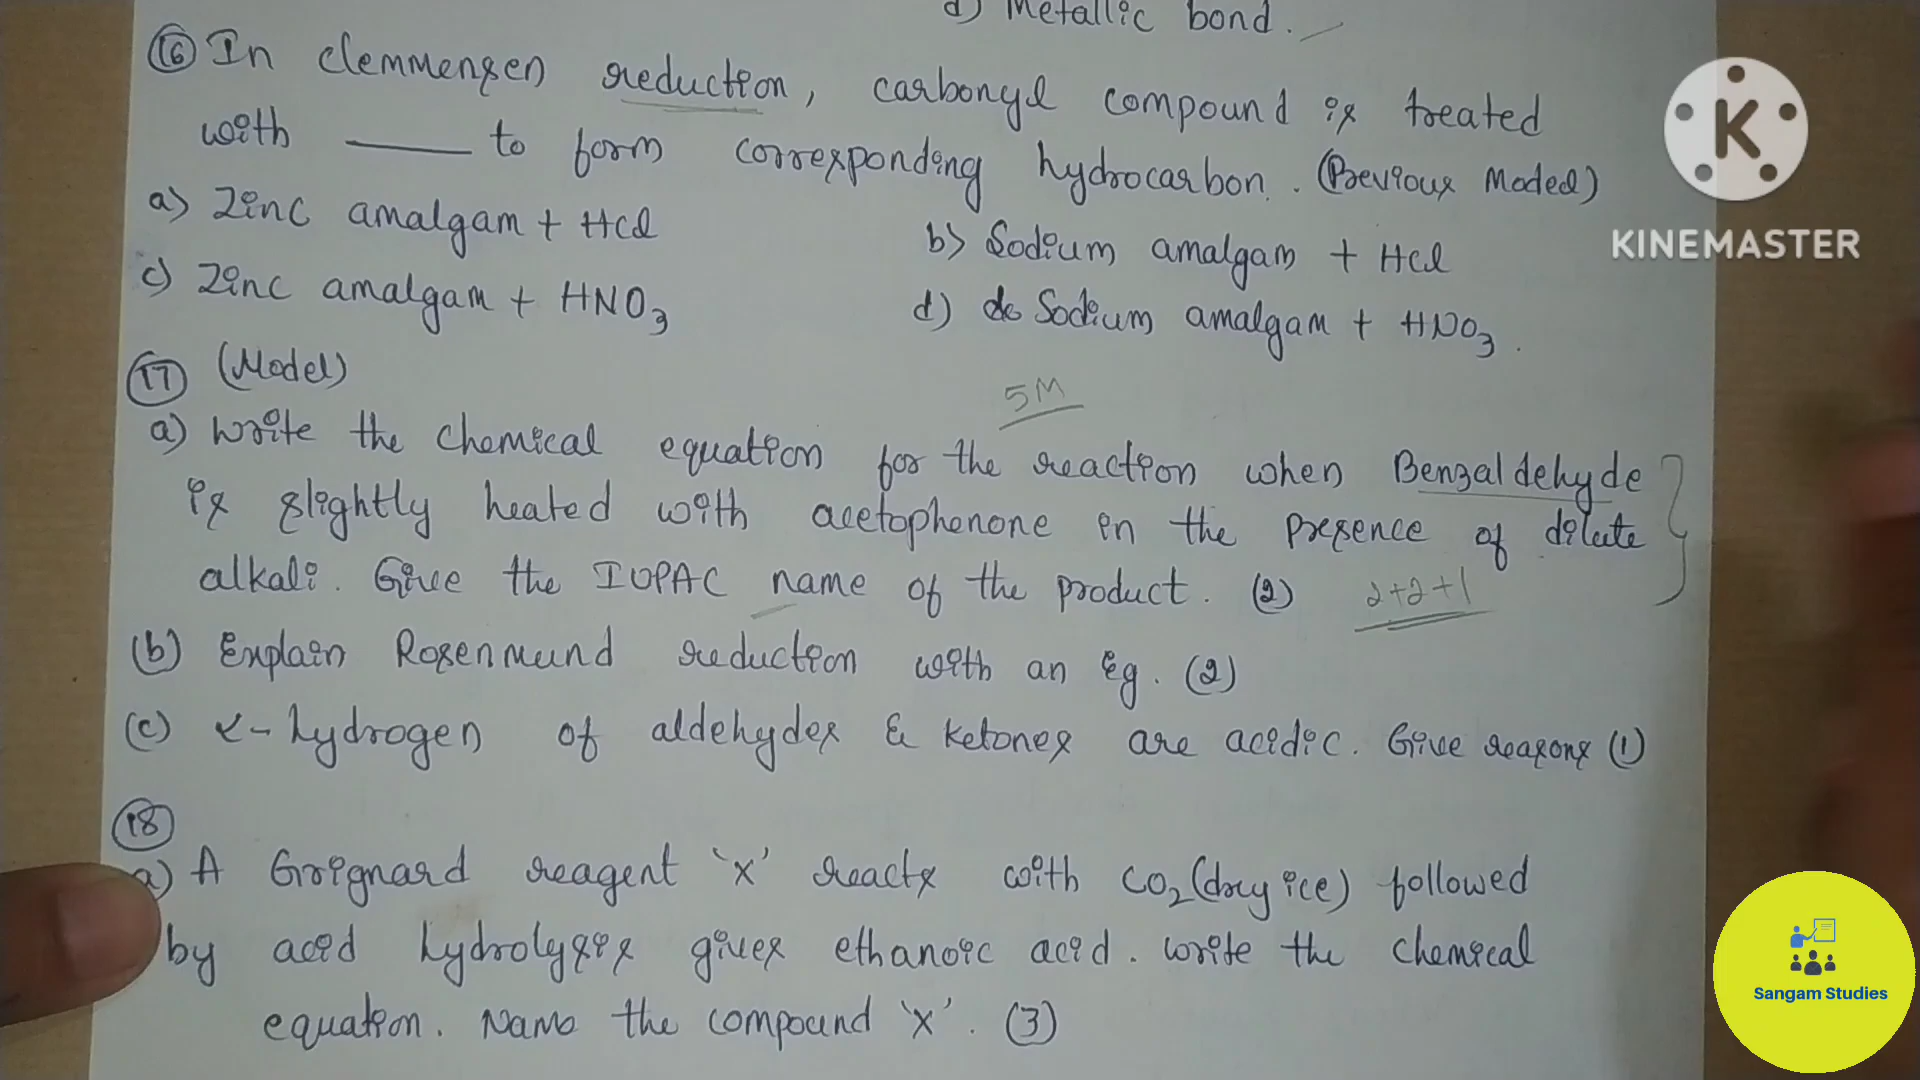 d) Metallic bond.
16 In clemmensen reduction, carbonyl compound is treated
with ______ to form corresponding hydrocarbon. (Previous Model)
a) Zinc amalgam + HCl
b) Sodium amalgam + HCl
c) Zinc amalgam + HNO3
d) Sodium amalgam + HNO3.
17 (Model)
5M
a) Write the chemical equation for the reaction when Benzaldehyde
is slightly heated with acetophenone in the presence of dilute
alkali. Give the IUPAC name of the product. (2) 2+2+1
(b) Explain Rosenmund reduction with an Eg. (2)
(c) α-hydrogen of aldehydes & ketones are acidic. Give reasons (1)
18
a) A Grignard reagent 'x' reacts with CO2 (dry ice) followed
by acid hydrolysis gives ethanoic acid. Write the chemical
equation. Name the compound 'x'. (3)
K
KINEMASTER
Sangam Studies